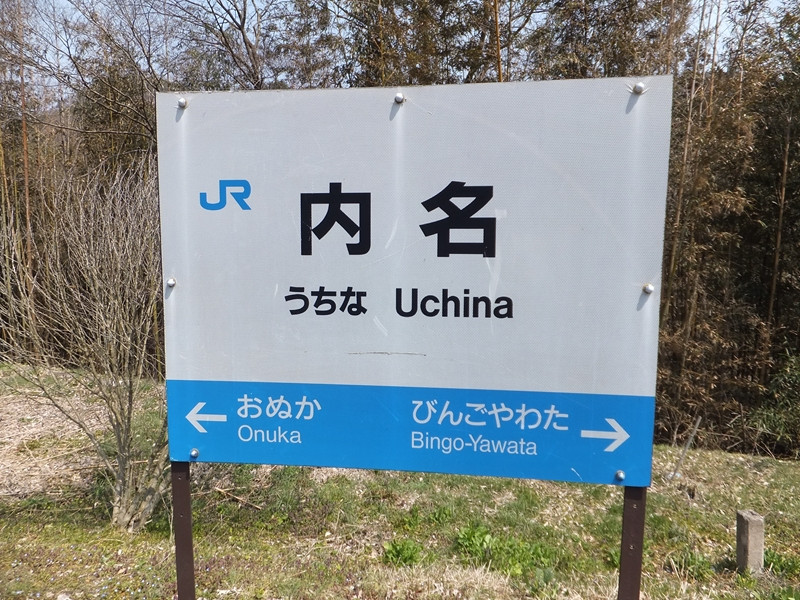 JR 内名
うちな Uchina
← おぬか びんごやわた →
Onuka Bingo-Yawata